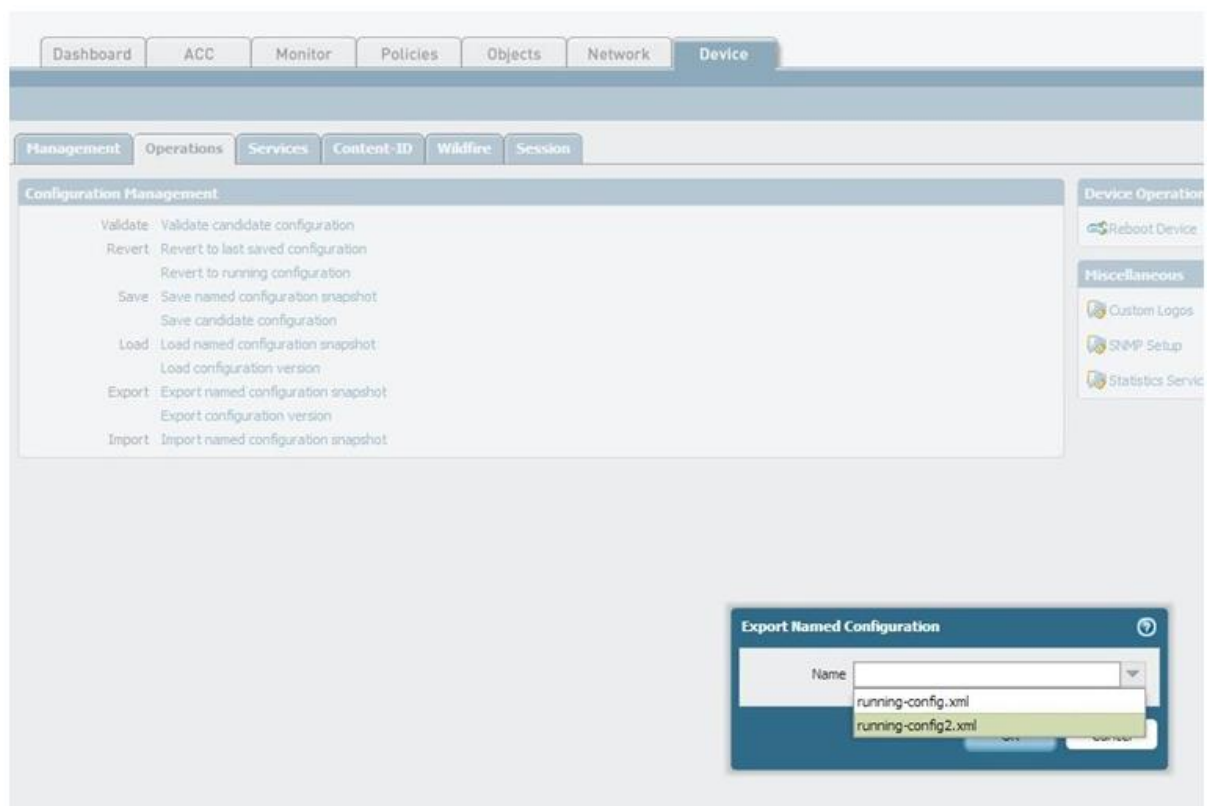 Dashboard ACC Monitor Policies Objects Network Device
Management Operations Services Content-ID Wildfire Session
Configuration Management
Validate Validate candidate configuration
Revert Revert to last saved configuration
Revert to running configuration
Save Save named configuration snapshot
Save candidate configuration
Load Load named configuration snapshot
Load configuration version
Export Export named configuration snapshot
Export configuration version
Import Import named configuration snapshot
Device Operation
Reboot Device
Miscellaneous
Custom Logos
SNMP Setup
Statistics Servic
Export Named Configuration
Name
running-config.xml
running-config2.xml